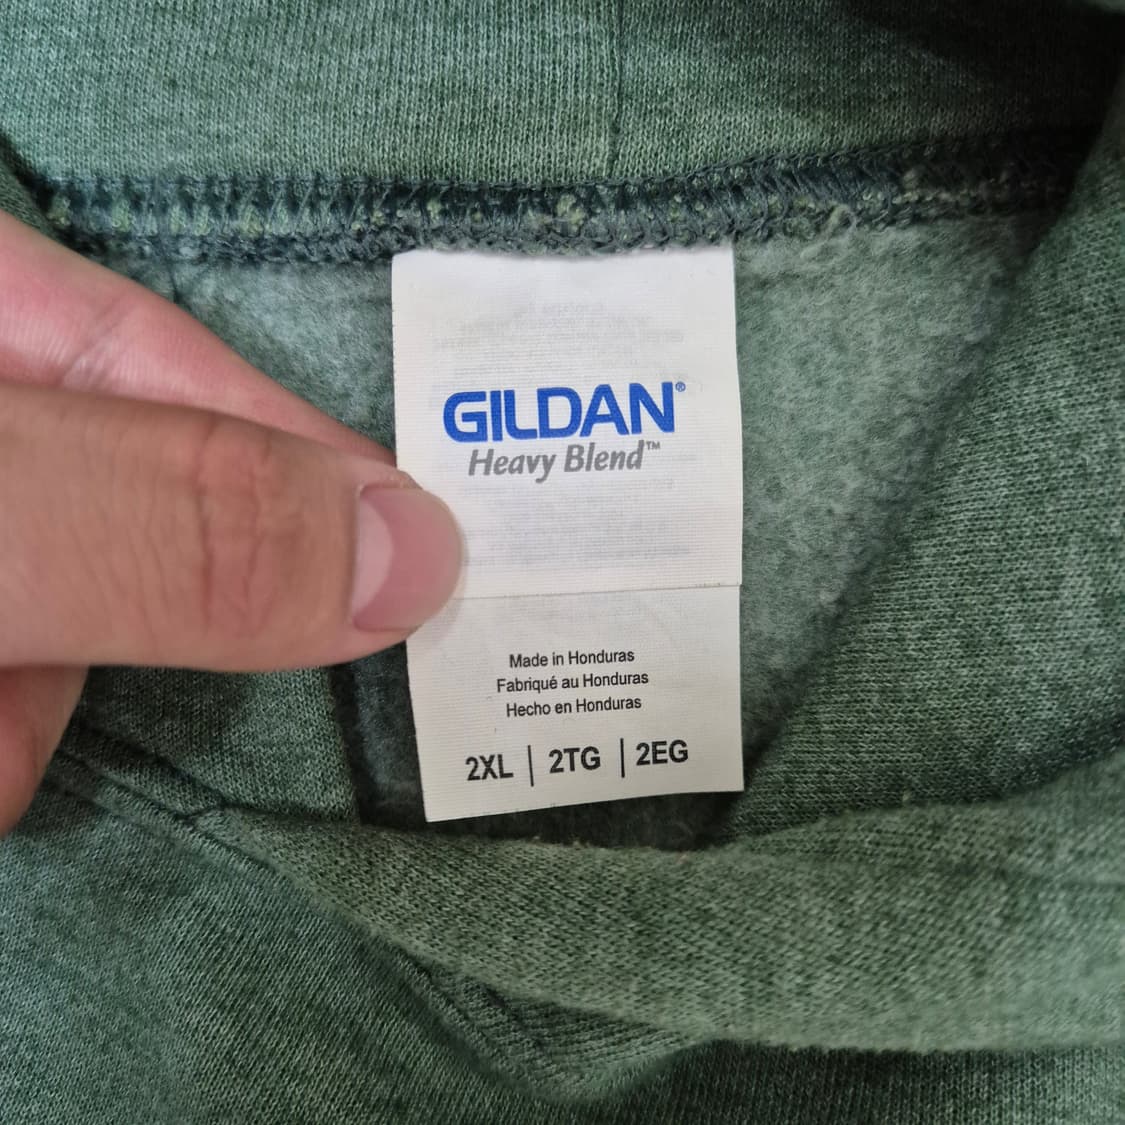 GILDAN®
Heavy Blend™
Made in Honduras
Fabriqué au Honduras
Hecho en Honduras
2XL | 2TG | 2EG